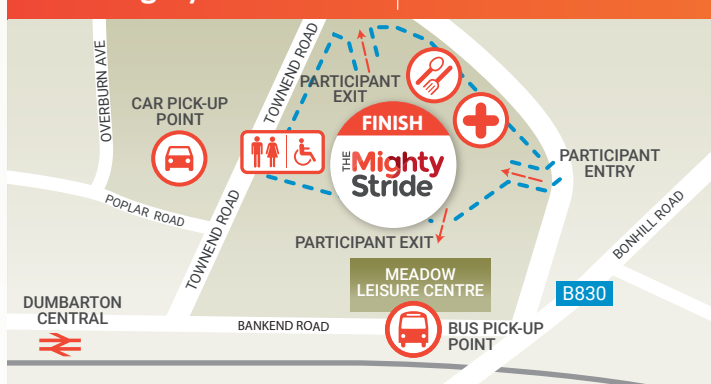 OVERBURN AVE
TOWNEND ROAD
PARTICIPANT
EXIT
CAR PICK-UP
POINT
FINISH
THE
Mighty
Stride
PARTICIPANT
ENTRY
POPLAR ROAD
TOWNEND ROAD
BONHILL ROAD
PARTICIPANT EXIT
MEADOW
LEISURE CENTRE
B830
DUMBARTON
CENTRAL
BANKEND ROAD
BUS PICK-UP
POINT